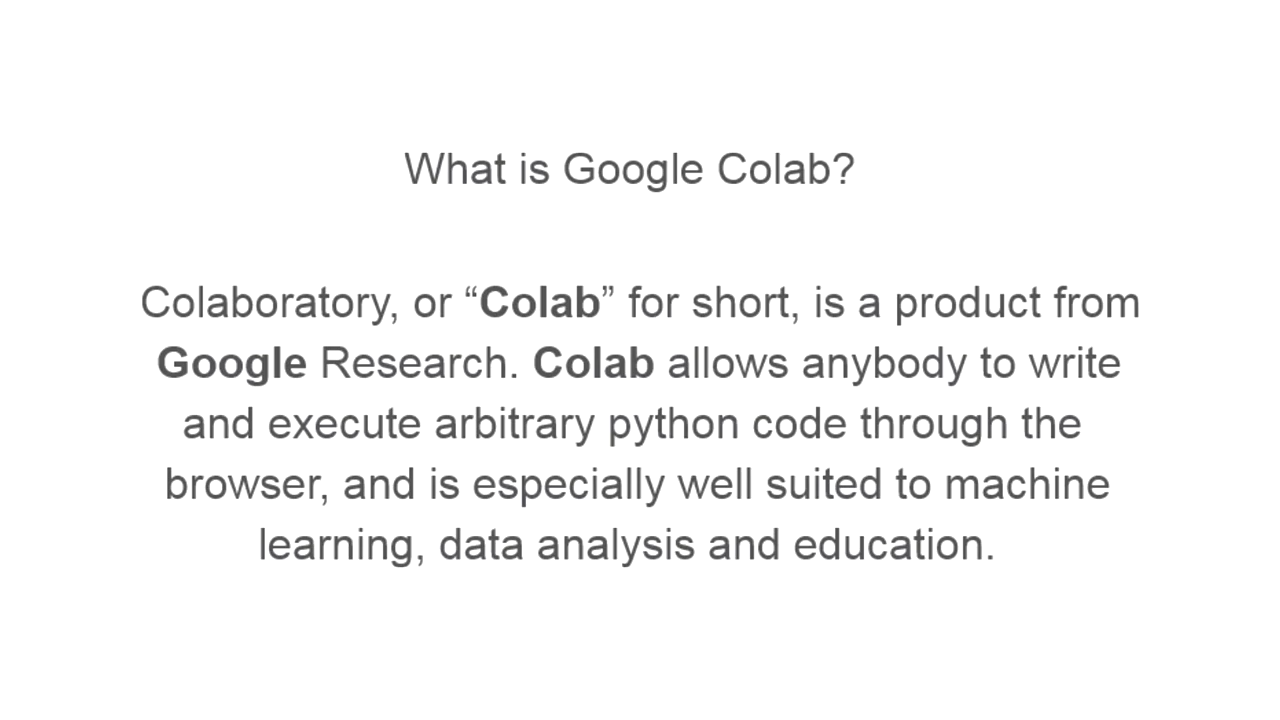 What is Google Colab?
Colaboratory, or “Colab” for short, is a product from
Google Research. Colab allows anybody to write
and execute arbitrary python code through the
browser, and is especially well suited to machine
learning, data analysis and education.